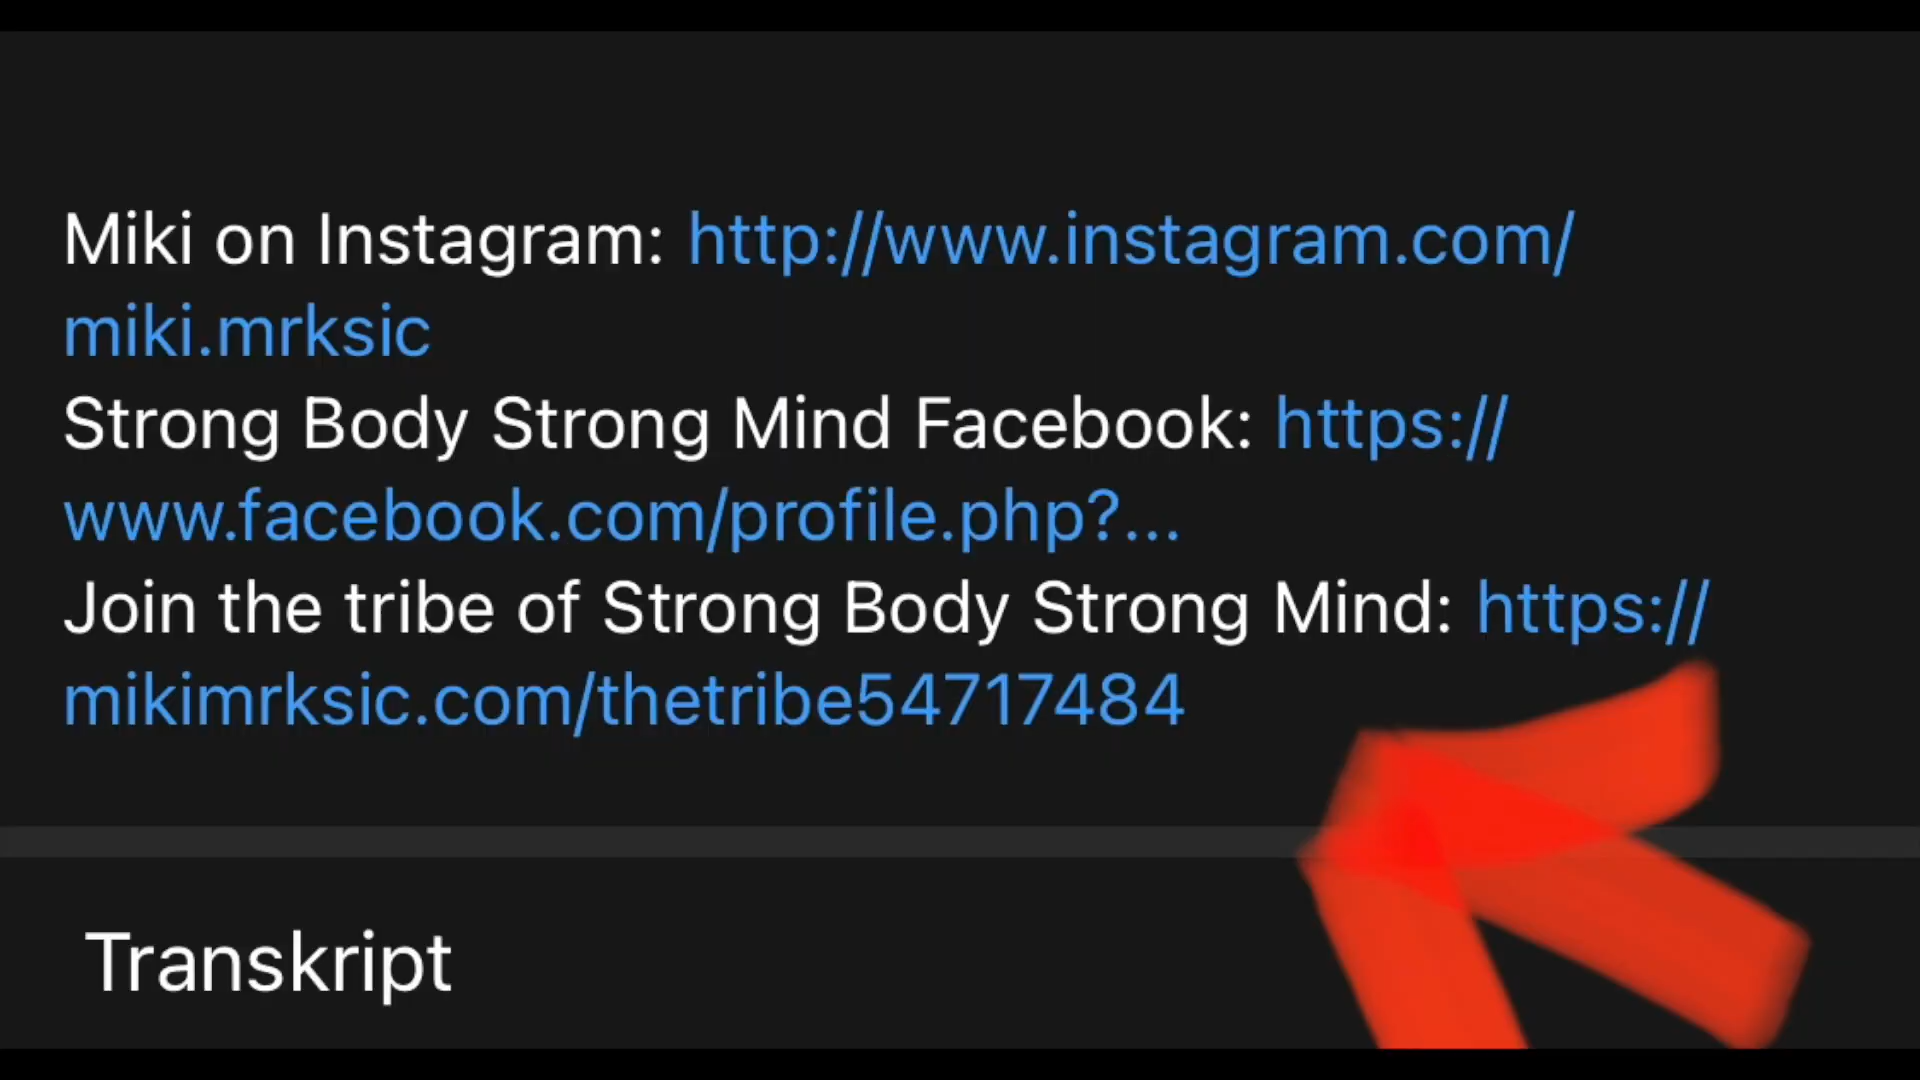 Miki on Instagram: http://www.instagram.com/
miki.mrksic
Strong Body Strong Mind Facebook: https://
www.facebook.com/profile.php?...
Join the tribe of Strong Body Strong Mind: https://
mikimrksic.com/thetribe54717484
Transkript